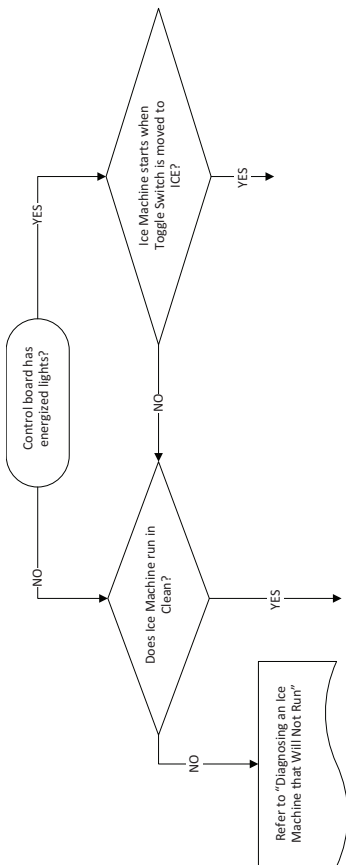 Control board has
energized lights?
NO
YES
Does Ice Machine run in
Clean?
NO
Ice Machine starts when
Toggle Switch is moved to
ICE?
NO
YES
YES
Refer to "Diagnosing an Ice
Machine that Will Not Run"